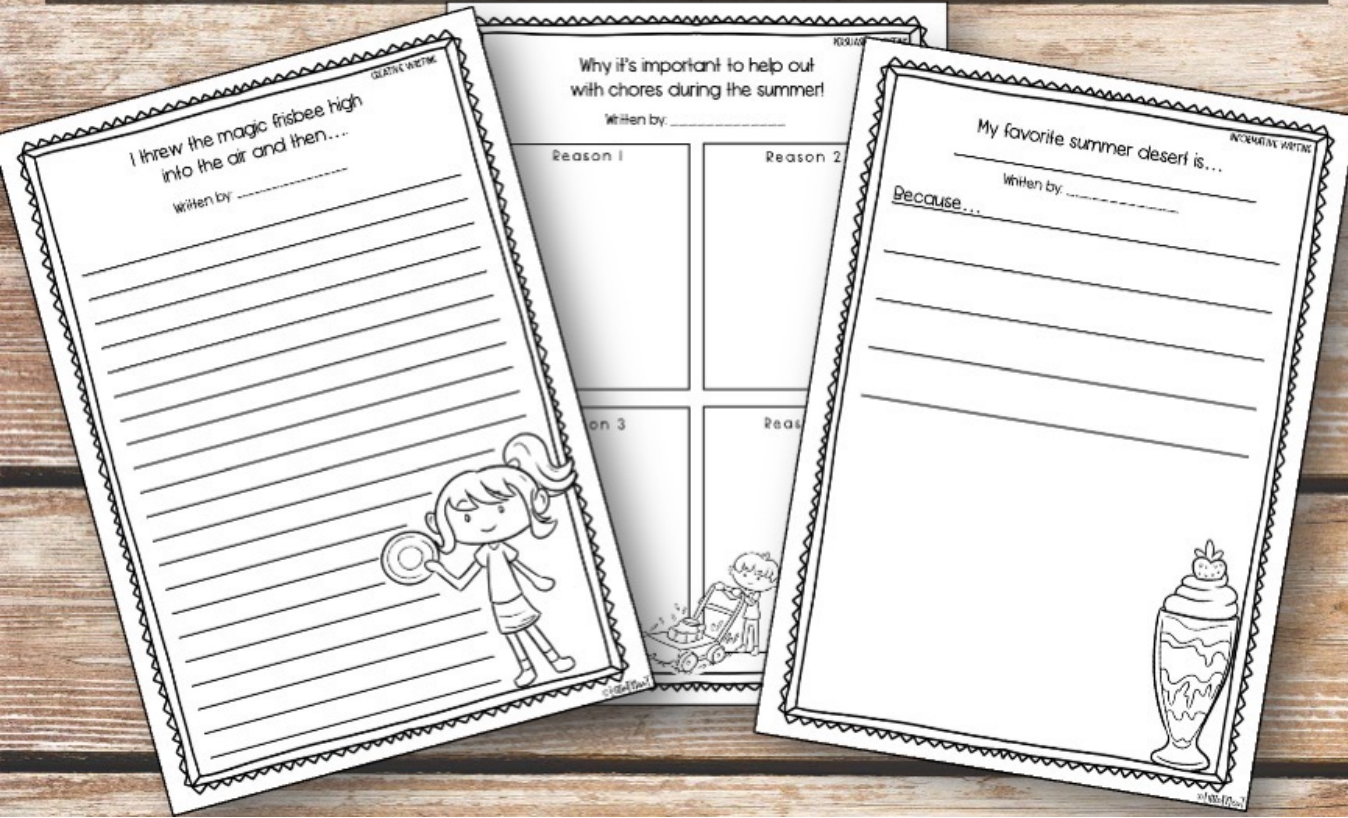 CREATIVE WRITING
I threw the magic frisbee high
into the air and then....
Written by:
Why it's important to help out
with chores during the summer!
Written by:
Reason 1
Reason 2
on 3
Reas
INFORMATIVE WRITING
My favorite summer desert is...
Written by:
Because...